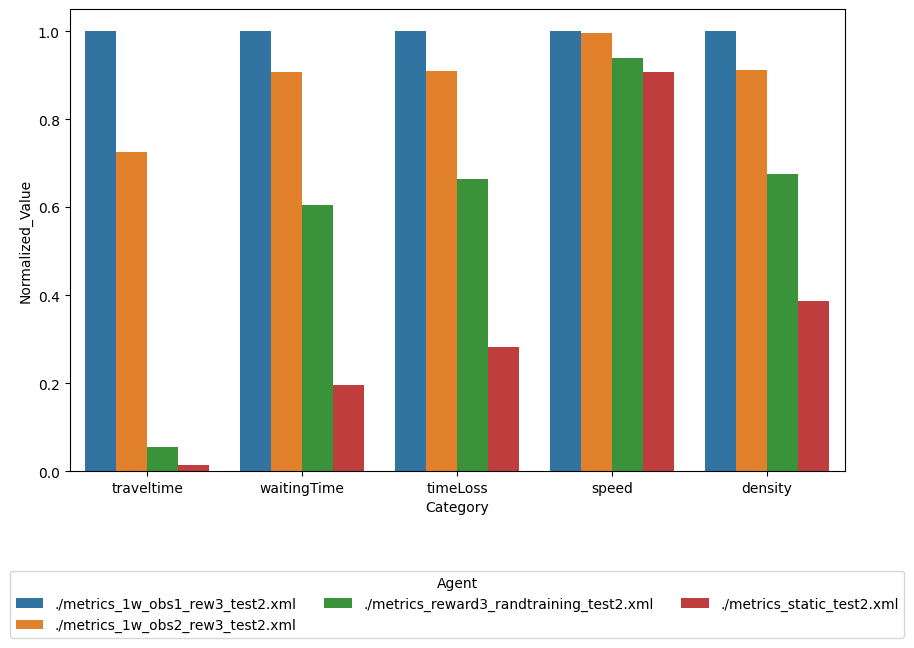 1.0
0.8
0.6
0.4
0.2
0.0
Normalized_Value
traveltime waitingTime timeLoss speed density
Category
Agent
./metrics_1w_obs1_rew3_test2.xml ./metrics_reward3_randtraining_test2.xml ./metrics_static_test2.xml
./metrics_1w_obs2_rew3_test2.xml